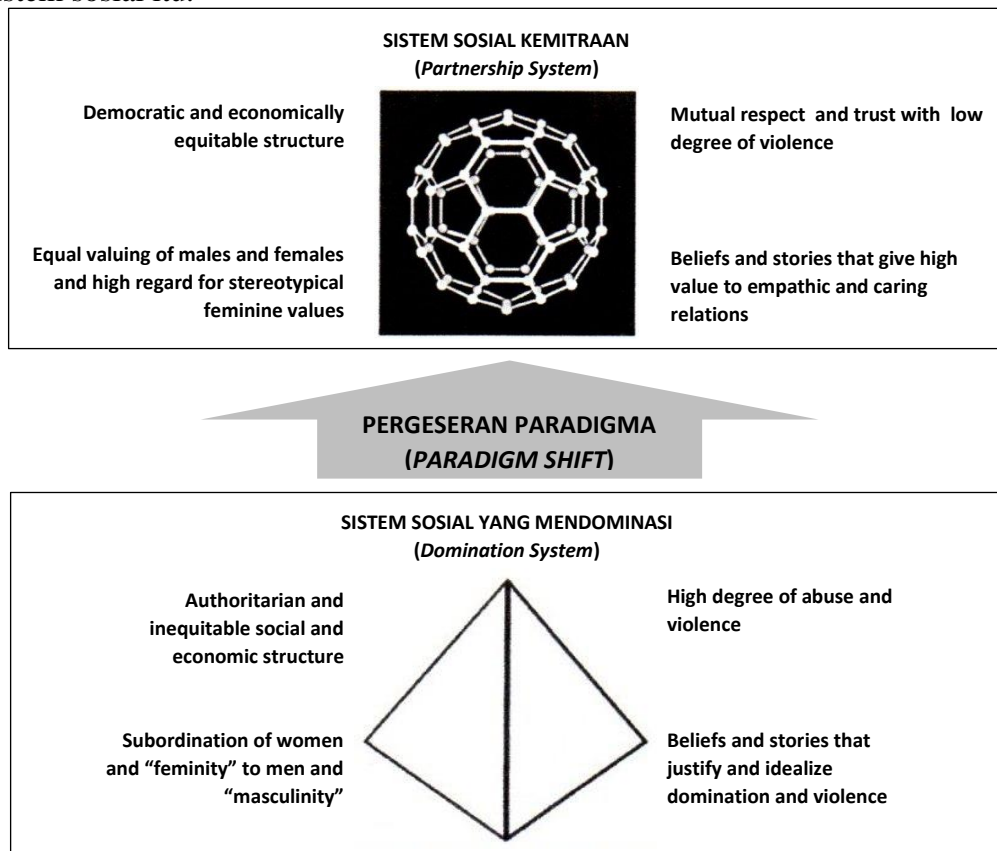 SISTEM SOSIAL KEMITRAAN
(Partnership System)
Democratic and economically
equitable structure
Mutual respect and trust with low
degree of violence
Equal valuing of males and females
and high regard for stereotypical
feminine values
Beliefs and stories that give high
value to empathic and caring
relations
PERGESERAN PARADIGMA
(PARADIGM SHIFT)
SISTEM SOSIAL YANG MENDOMINASI
(Domination System)
Authoritarian and
inequitable social and
economic structure
High degree of abuse and
violence
Subordination of women
and “feminity” to men and
“masculinity”
Beliefs and stories that
justify and idealize
domination and violence